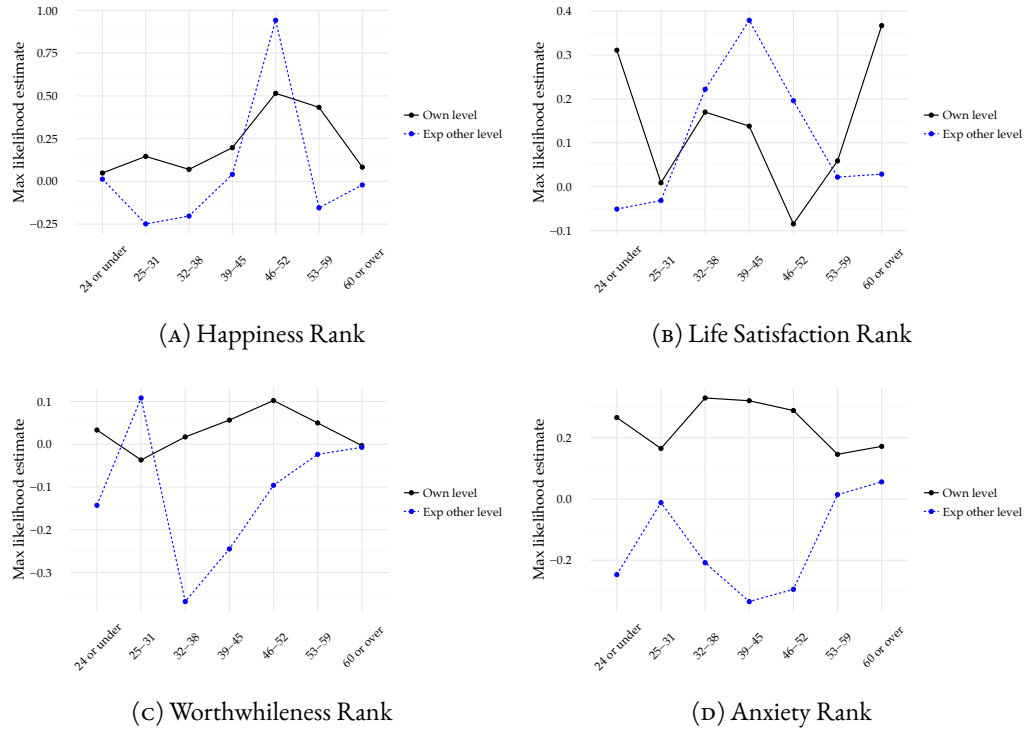 Max likelihood estimate
1.00
0.75
0.50
0.25
0.00
−0.25
24 or under
25–31
32–38
39–45
46–52
53–59
60 or over
Own level
Exp other level
(A) Happiness Rank
Max likelihood estimate
0.4
0.3
0.2
0.1
0.0
−0.1
24 or under
25–31
32–38
39–45
46–52
53–59
60 or over
Own level
Exp other level
(B) Life Satisfaction Rank
Max likelihood estimate
0.1
0.0
−0.1
−0.2
−0.3
24 or under
25–31
32–38
39–45
46–52
53–59
60 or over
Own level
Exp other level
(C) Worthwhileness Rank
Max likelihood estimate
0.2
0.0
−0.2
24 or under
25–31
32–38
39–45
46–52
53–59
60 or over
Own level
Exp other level
(D) Anxiety Rank